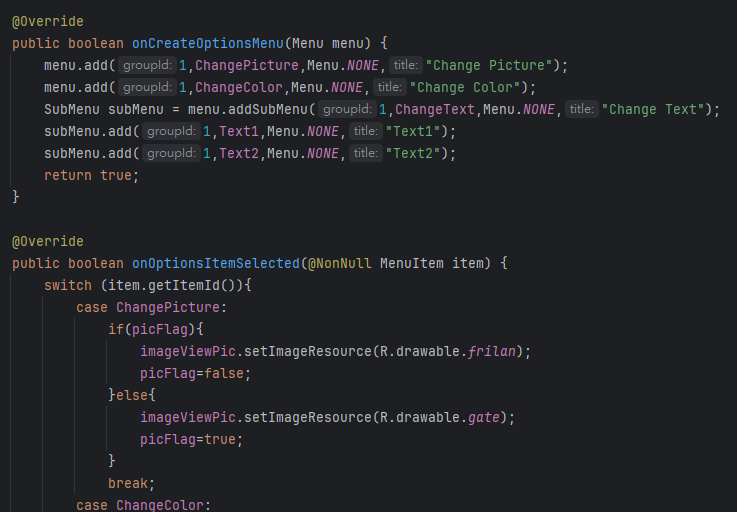 @Override
public boolean onCreateOptionsMenu(Menu menu) {
menu.add( groupId: 1,ChangePicture,Menu.NONE, title: "Change Picture");
menu.add( groupId: 1,ChangeColor,Menu.NONE, title: "Change Color");
SubMenu subMenu = menu.addSubMenu( groupId: 1,ChangeText,Menu.NONE, title: "Change Text");
subMenu.add( groupId: 1,Text1,Menu.NONE, title: "Text1");
subMenu.add( groupId: 1,Text2,Menu.NONE, title: "Text2");
return true;
}
@Override
public boolean onOptionsItemSelected(@NonNull MenuItem item) {
switch (item.getItemId()){
case ChangePicture:
if(picFlag){
imageViewPic.setImageResource(R.drawable.frilan);
picFlag=false;
}else{
imageViewPic.setImageResource(R.drawable.gate);
picFlag=true;
}
break;
case ChangeColor: